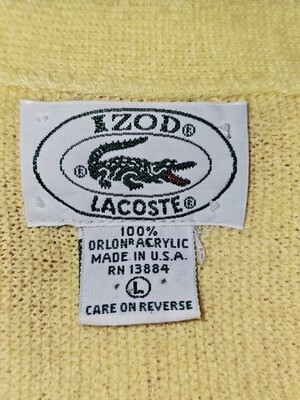 IZOD®
®
LACOSTE®
100%
ORLON® ACRYLIC
MADE IN U.S.A.
RN 13884
L
CARE ON REVERSE